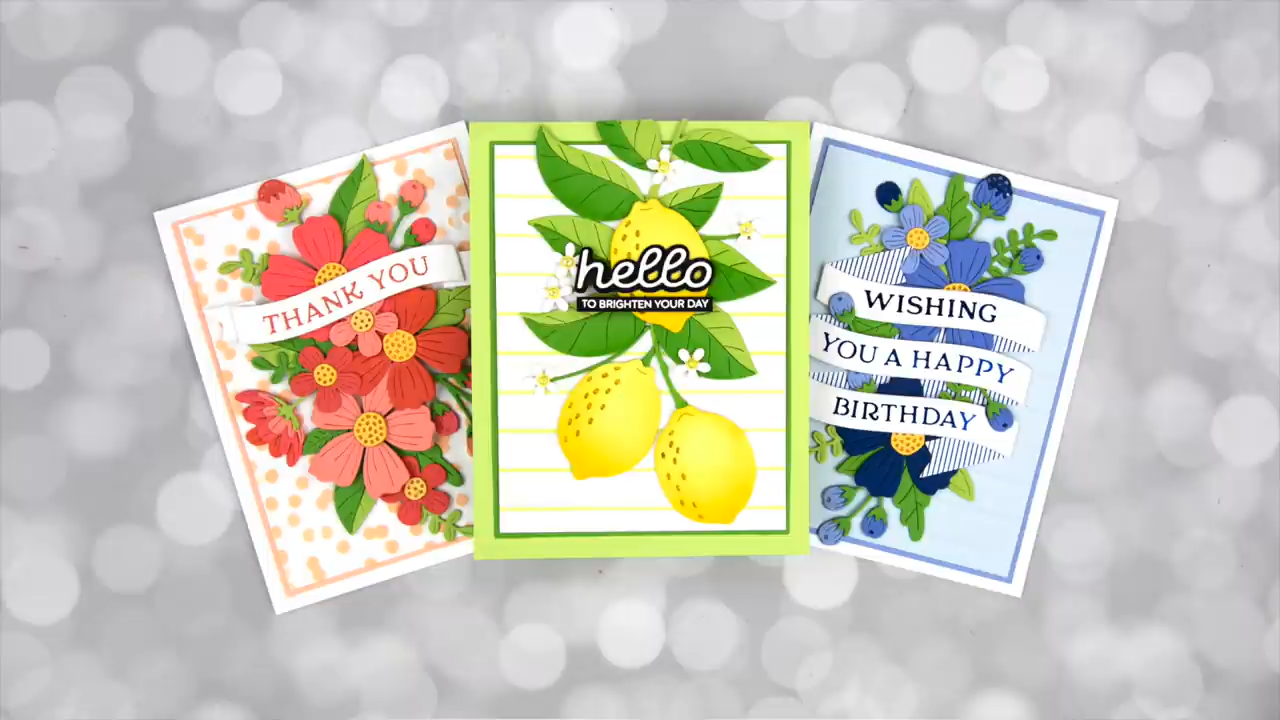 THANK YOU
hello
TO BRIGHTEN YOUR DAY
WISHING
YOU A HAPPY
BIRTHDAY